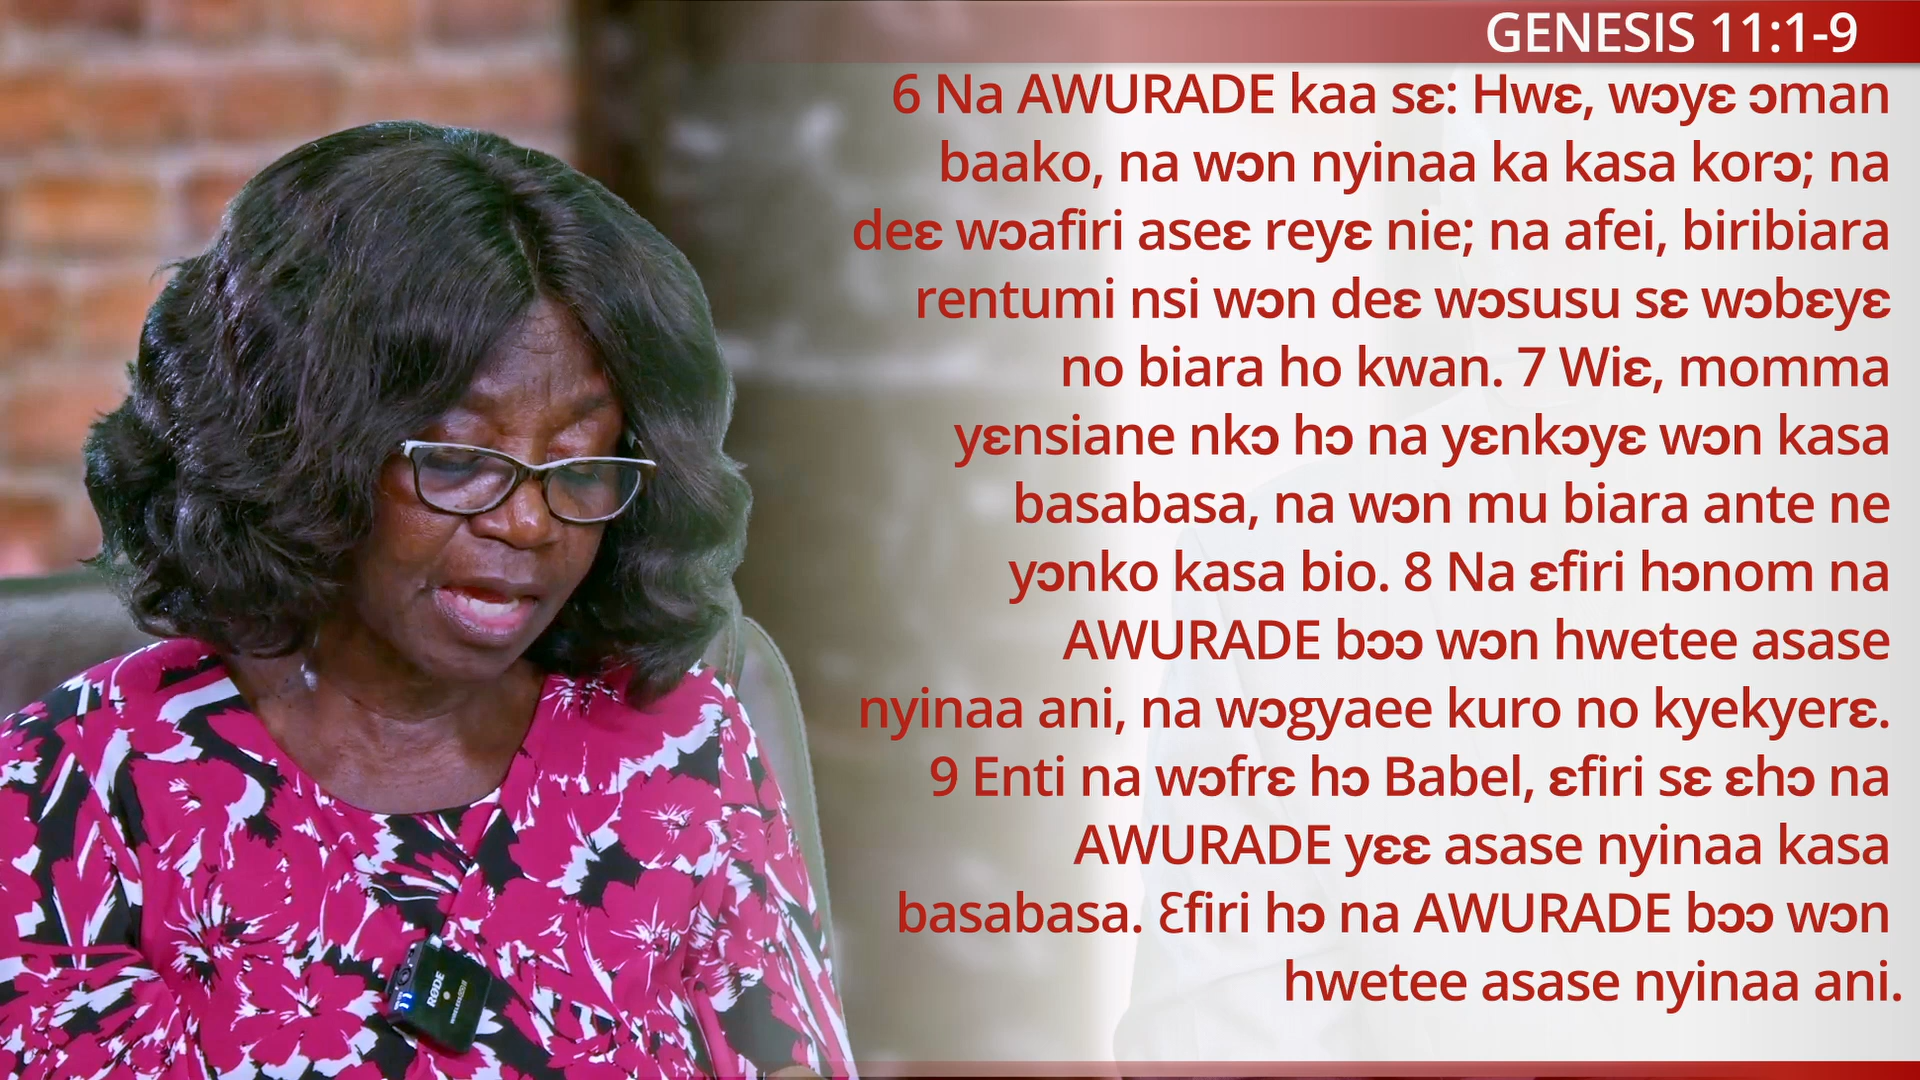 GENESIS 11:1-9
6 Na AWURADE kaa sɛ: Hwɛ, wɔyɛ ɔman
baako, na wɔn nyinaa ka kasa korɔ; na
deɛ wɔafiri aseɛ reyɛ nie; na afei, biribiara
rentumi nsi wɔn deɛ wɔsusu sɛ wɔbɛyɛ
no biara ho kwan. 7 Wiɛ, momma
yɛnsiane nkɔ hɔ na yɛnkɔyɛ wɔn kasa
basabasa, na wɔn mu biara ante ne
yɔnko kasa bio. 8 Na ɛfiri hɔnom na
AWURADE bɔɔ wɔn hwetee asase
nyinaa ani, na wɔgyaee kuro no kyekyerɛ.
9 Enti na wɔfrɛ hɔ Babel, ɛfiri sɛ ɛhɔ na
AWURADE yɛɛ asase nyinaa kasa
basabasa. Ɛfiri hɔ na AWURADE bɔɔ wɔn
hwetee asase nyinaa ani.
RØDE